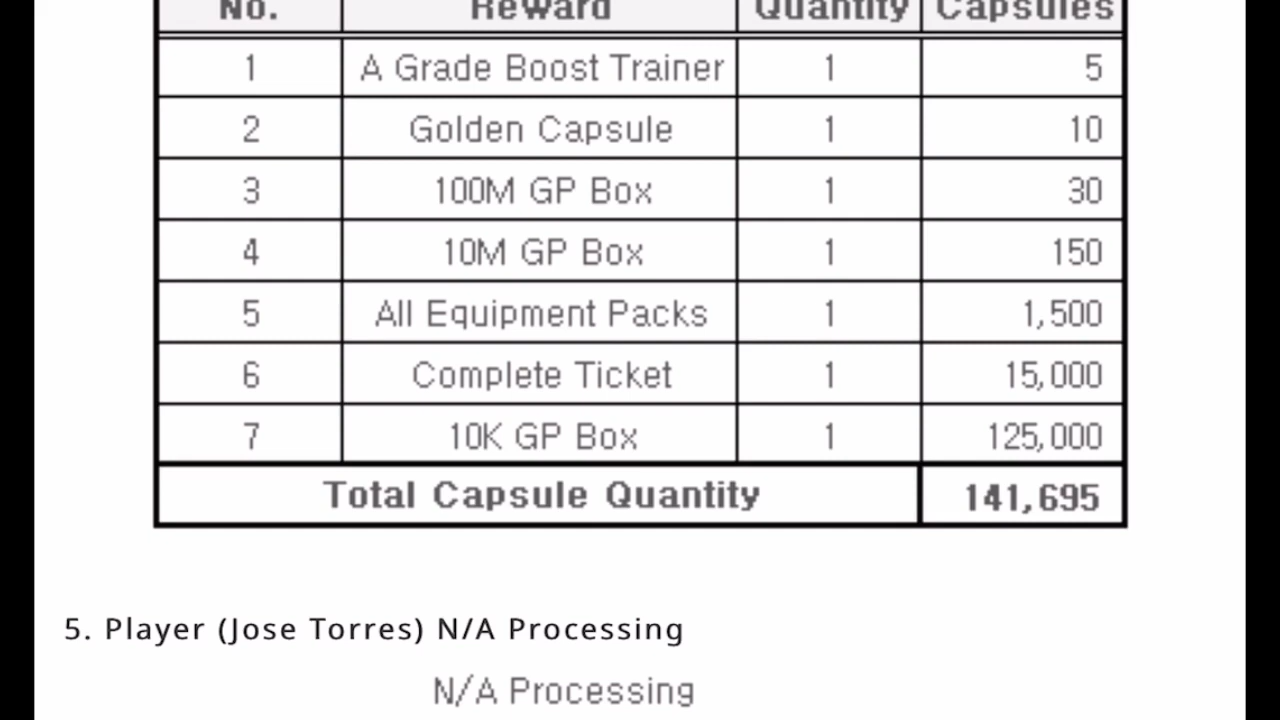 No. Reward Quantity Capsules
1 A Grade Boost Trainer 1 5
2 Golden Capsule 1 10
3 100M GP Box 1 30
4 10M GP Box 1 150
5 All Equipment Packs 1 1,500
6 Complete Ticket 1 15,000
7 10K GP Box 1 125,000
Total Capsule Quantity 141,695
5. Player (Jose Torres) N/A Processing
N/A Processing